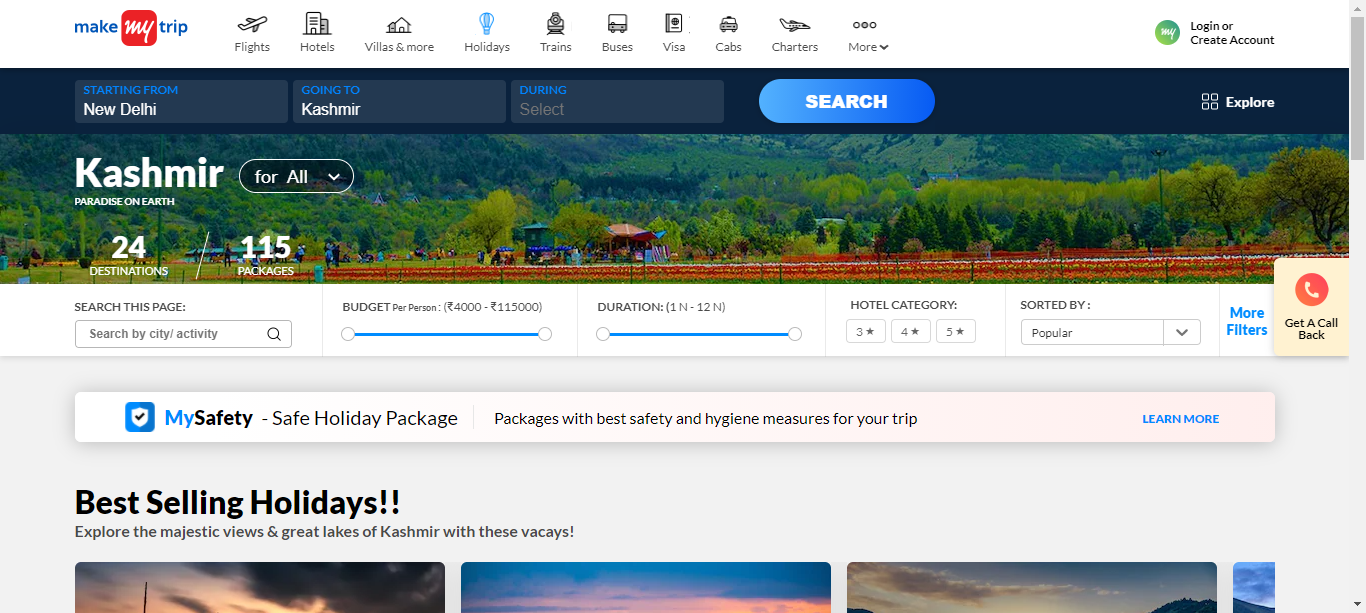 make my trip
Flights
Hotels
Villas & more
Holidays
Trains
Buses
Visa
Cabs
Charters
More
my
Login or
Create Account
STARTING FROM
New Delhi
GOING TO
Kashmir
DURING
Select
SEARCH
Explore
Kashmir
for All
PARADISE ON EARTH
24
DESTINATIONS
115
PACKAGES
SEARCH THIS PAGE:
Search by city/ activity
BUDGET Per Person : (₹4000 - ₹115000)
DURATION: (1 N - 12 N)
HOTEL CATEGORY:
3 ★
4 ★
5 ★
SORTED BY :
Popular
More
Filters
Get A Call
Back
MySafety - Safe Holiday Package
Packages with best safety and hygiene measures for your trip
LEARN MORE
Best Selling Holidays!!
Explore the majestic views & great lakes of Kashmir with these vacays!